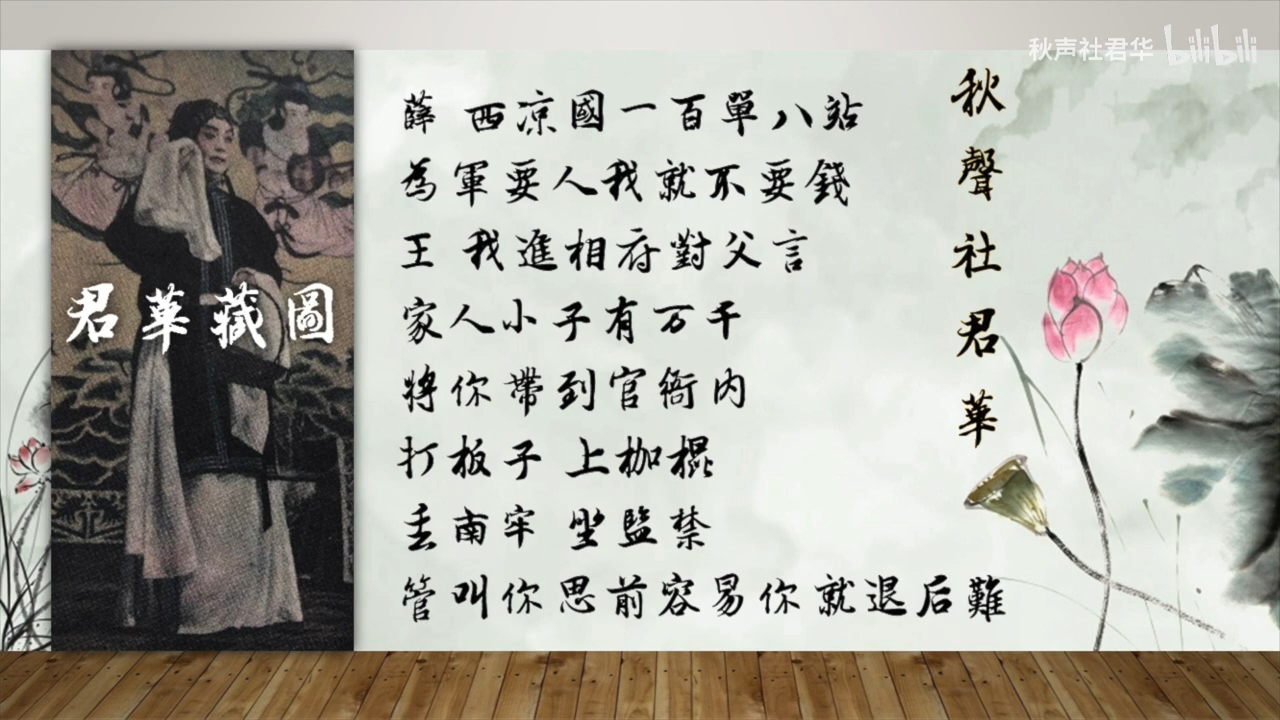 秋声社君华 bilibili
薛 西凉國一百單八站
為軍要人我就不要錢
王 我進相府對父言
家人小子有万千
將你帶到官衙内
打板子 上枷棍
丢南牢 坐監禁
管叫你思前容易你就退后難
君華藏圖
秋聲社君華